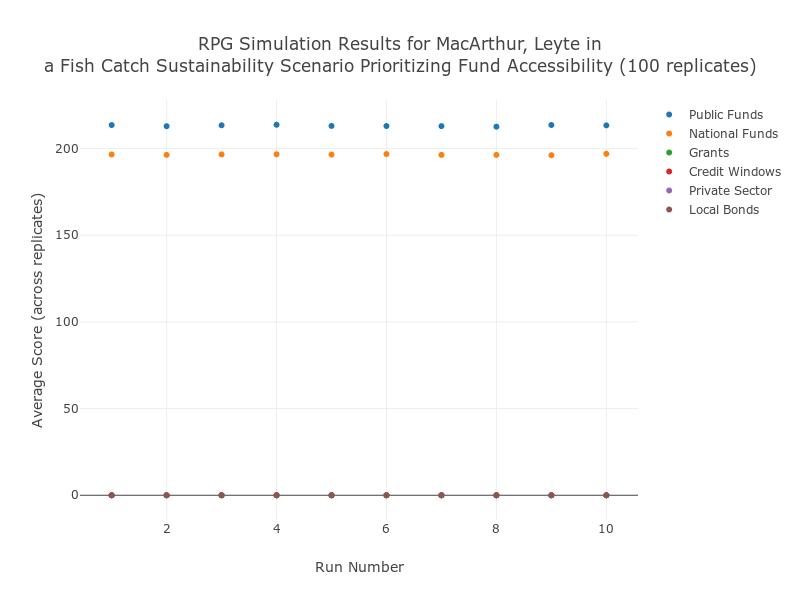 RPG Simulation Results for MacArthur, Leyte in
a Fish Catch Sustainability Scenario Prioritizing Fund Accessibility (100 replicates)
Public Funds
National Funds
Grants
Credit Windows
Private Sector
Local Bonds
Average Score (across replicates)
200
150
100
50
0
2
4
6
8
10
Run Number